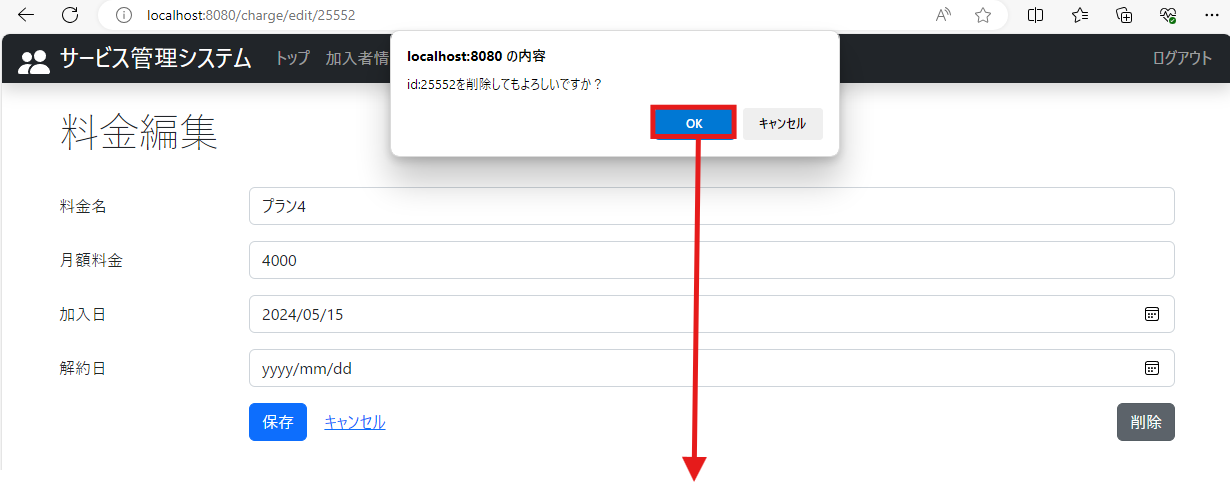 localhost:8080/charge/edit/25552
サービス管理システム トップ 加入者情 ログアウト
localhost:8080 の内容
id:25552を削除してもよろしいですか？
OK キャンセル
料金編集
料金名 プラン4
月額料金 4000
加入日 2024/05/15
解約日 yyyy/mm/dd
保存 キャンセル 削除